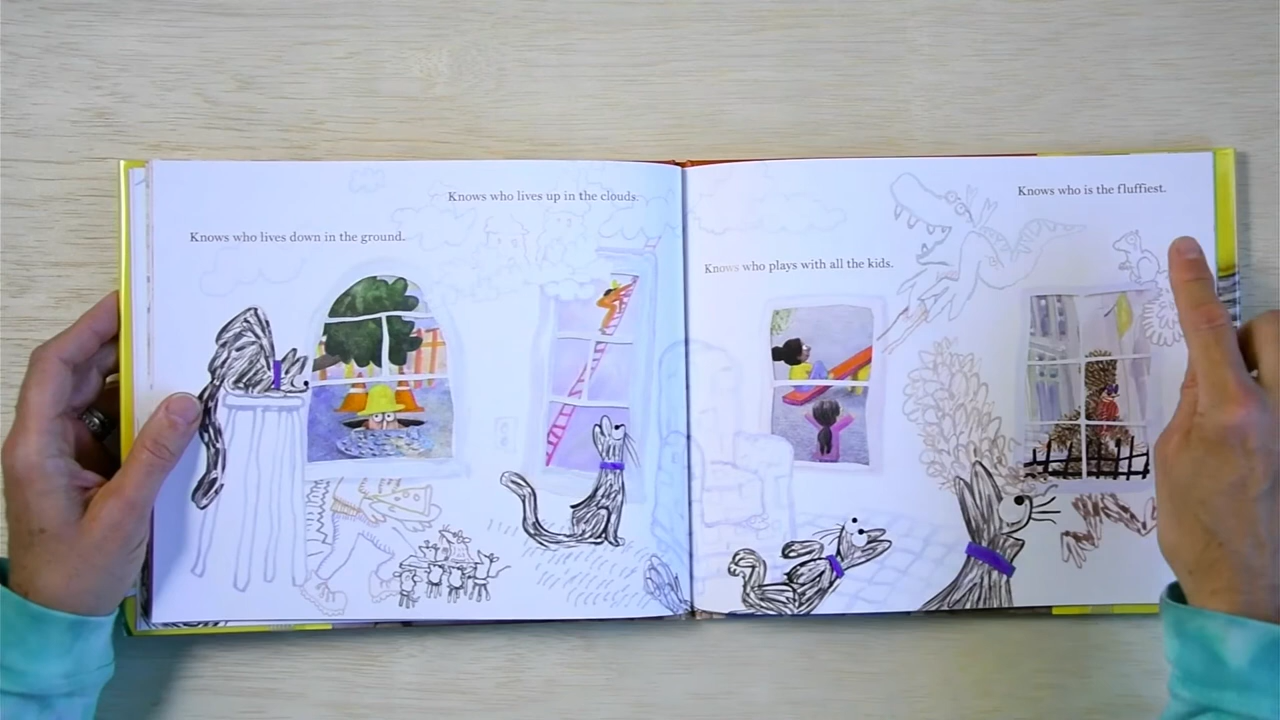 Knows who lives up in the clouds.
Knows who lives down in the ground.
Knows who plays with all the kids.
Knows who is the fluffiest.